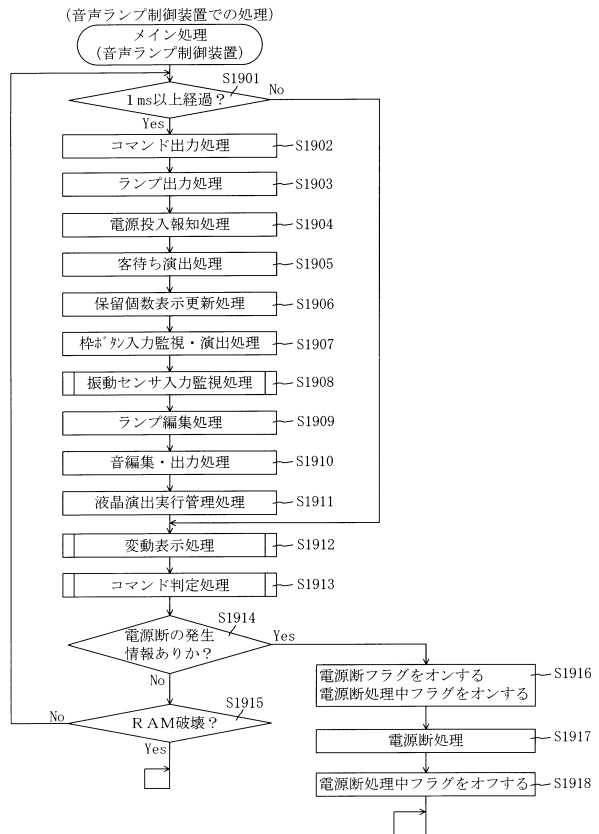 (音声ランプ制御装置での処理)
メイン処理
(音声ランプ制御装置)
S1901
1ms以上経過?
No
Yes
コマンド出力処理
S1902
ランプ出力処理
S1903
電源投入報知処理
S1904
客待ち演出処理
S1905
保留個数表示更新処理
S1906
枠ボタン入力監視・演出処理
S1907
振動センサ入力監視処理
S1908
ランプ編集処理
S1909
音編集・出力処理
S1910
液晶演出実行管理処理
S1911
変動表示処理
S1912
コマンド判定処理
S1913
S1914
電源断の発生
情報ありか?
Yes
No
S1915
RAM破壊?
No
Yes
電源断フラグをオンする
電源断処理中フラグをオンする
S1916
電源断処理
S1917
電源断処理中フラグをオフする
S1918